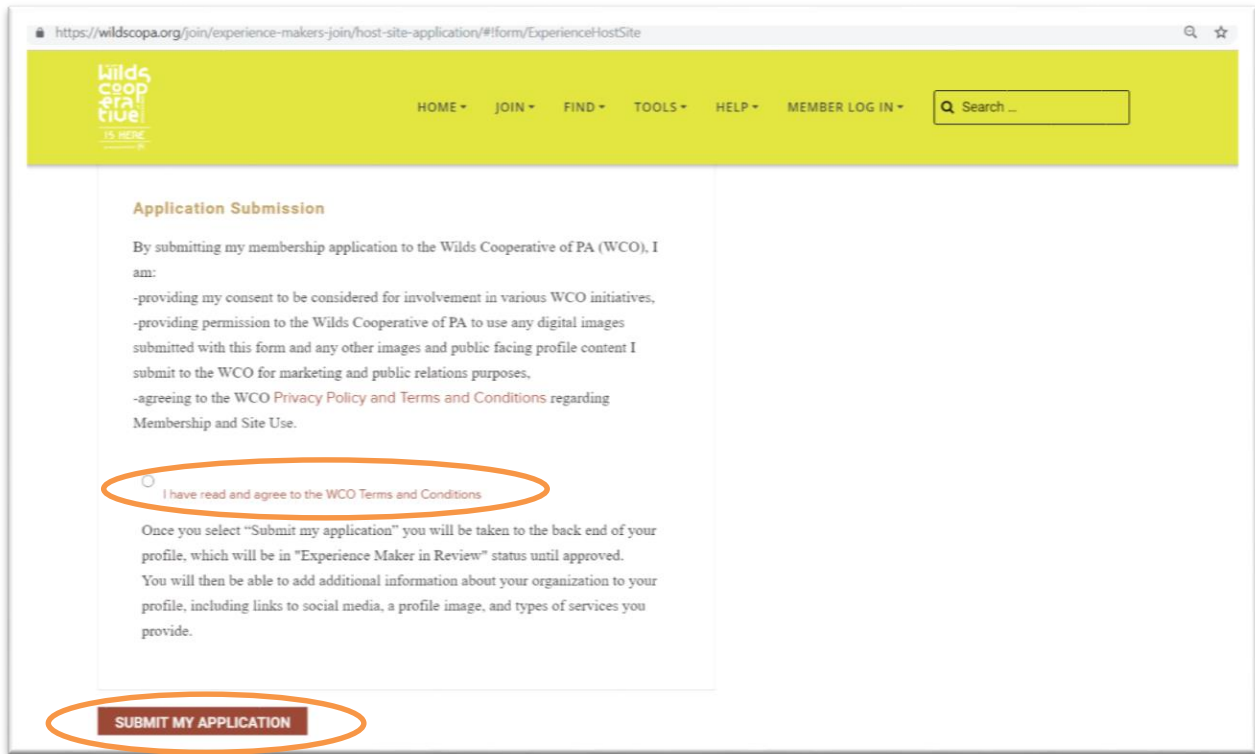 https://wildscopa.org/join/experience-makers-join/host-site-application/#!form/ExperienceHostSite
Wilds
coop
era
tive
IS HERE
HOME
JOIN
FIND
TOOLS
HELP
MEMBER LOG IN
Search ...
Application Submission
By submitting my membership application to the Wilds Cooperative of PA (WCO), I
am:
-providing my consent to be considered for involvement in various WCO initiatives,
-providing permission to the Wilds Cooperative of PA to use any digital images
submitted with this form and any other images and public facing profile content I
submit to the WCO for marketing and public relations purposes,
-agreeing to the WCO Privacy Policy and Terms and Conditions regarding
Membership and Site Use.
I have read and agree to the WCO Terms and Conditions
Once you select “Submit my application” you will be taken to the back end of your
profile, which will be in "Experience Maker in Review" status until approved.
You will then be able to add additional information about your organization to your
profile, including links to social media, a profile image, and types of services you
provide.
SUBMIT MY APPLICATION